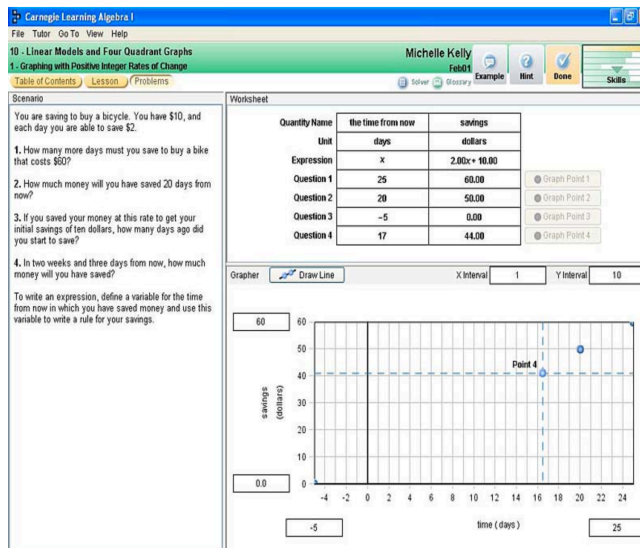 Carnegie Learning Algebra I
File Tutor Go To View Help
10 - Linear Models and Four Quadrant Graphs
1 - Graphing with Positive Integer Rates of Change
Michelle Kelly
Feb01
Example
Hint
Done
Skills
Table of Contents Lesson Problems
Solver Glossary
Scenario
You are saving to buy a bicycle. You have $10, and
each day you are able to save $2.
1. How many more days must you save to buy a bike
that costs $60?
2. How much money will you have saved 20 days from
now?
3. If you saved your money at this rate to get your
initial savings of ten dollars, how many days ago did
you start to save?
4. In two weeks and three days from now, how much
money will you have saved?
To write an expression, define a variable for the time
from now in which you have saved money and use this
variable to write a rule for your savings.
Worksheet
Quantity Name the time from now savings
Unit days dollars
Expression x 2.00x + 10.00
Question 1 25 60.00 Graph Point 1
Question 2 20 50.00 Graph Point 2
Question 3 -5 0.00 Graph Point 3
Question 4 17 44.00 Graph Point 4
Grapher Draw Line X Interval 1 Y Interval 10
60
60
50
Point 4
40
30
20
10
0.0
0
savings
(dollars)
-4 -2 0 2 4 6 8 10 12 14 16 18 20 22 24
-5
time ( days )
25